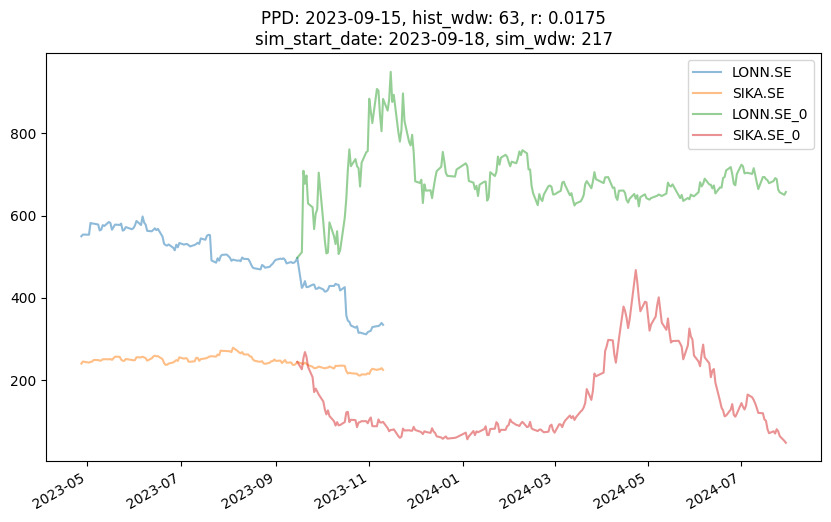 PPD: 2023-09-15, hist_wdw: 63, r: 0.0175
sim_start_date: 2023-09-18, sim_wdw: 217
LONN.SE
SIKA.SE
LONN.SE_0
SIKA.SE_0
800
600
400
200
2023-05
2023-07
2023-09
2023-11
2024-01
2024-03
2024-05
2024-07